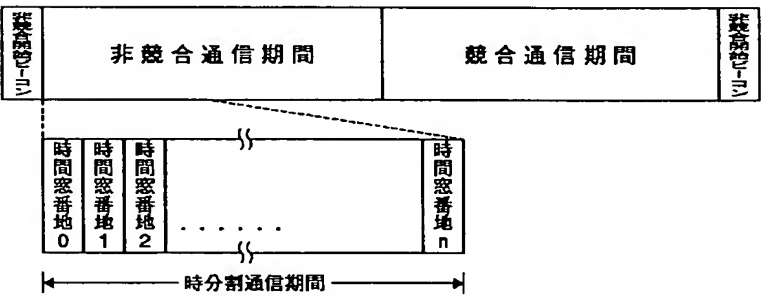 非競合開始ビーコン
非競合通信期間
競合通信期間
非競合開始ビーコン
時間窓番地0
時間窓番地1
時間窓番地2
. . . . . .
時間窓番地n
時分割通信期間